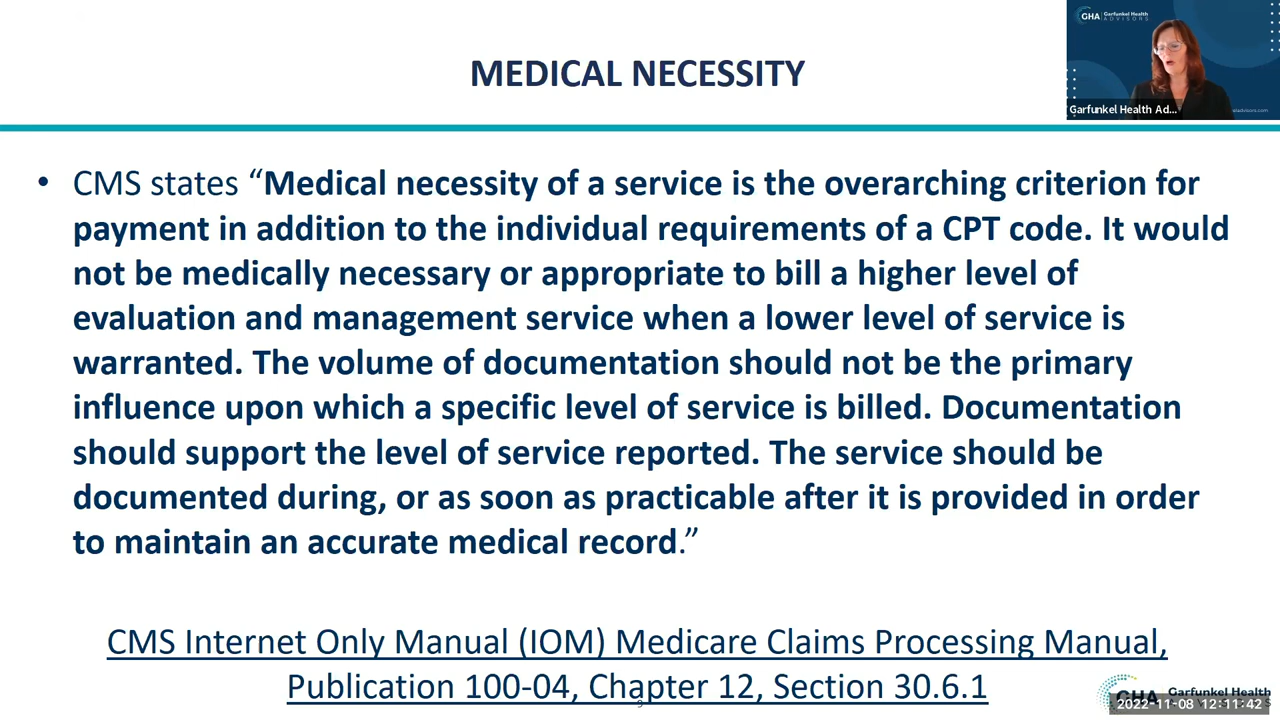 MEDICAL NECESSITY
GHA Garfunkel Health
ADVISORS
Garfunkel Health Ad...
• CMS states “Medical necessity of a service is the overarching criterion for
payment in addition to the individual requirements of a CPT code. It would
not be medically necessary or appropriate to bill a higher level of
evaluation and management service when a lower level of service is
warranted. The volume of documentation should not be the primary
influence upon which a specific level of service is billed. Documentation
should support the level of service reported. The service should be
documented during, or as soon as practicable after it is provided in order
to maintain an accurate medical record.”
CMS Internet Only Manual (IOM) Medicare Claims Processing Manual,
Publication 100-04, Chapter 12, Section 30.6.1
9
GHA Garfunkel Health
2022-11-08 12:11:42